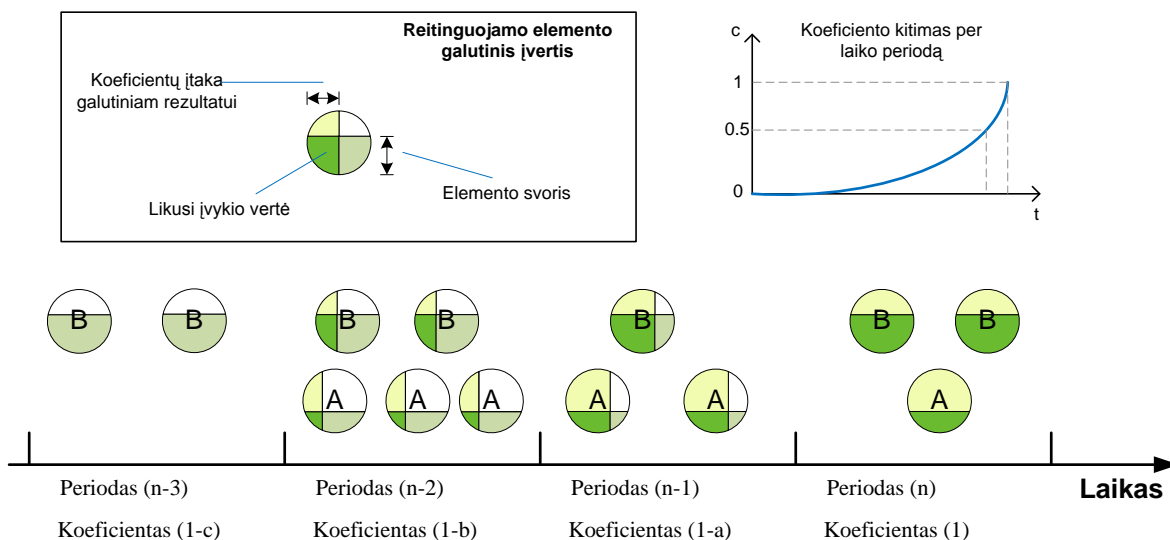 Reitinguojamo elemento
galutinis įvertis
Koeficientų įtaka
galutiniam rezultatui
Likusi įvykio vertė
Elemento svoris
c
Koeficiento kitimas per
laiko periodą
1
0.5
0
t
B B B B B B B
A A A A A A
Periodas (n-3) Periodas (n-2) Periodas (n-1) Periodas (n) Laikas
Koeficientas (1-c) Koeficientas (1-b) Koeficientas (1-a) Koeficientas (1)